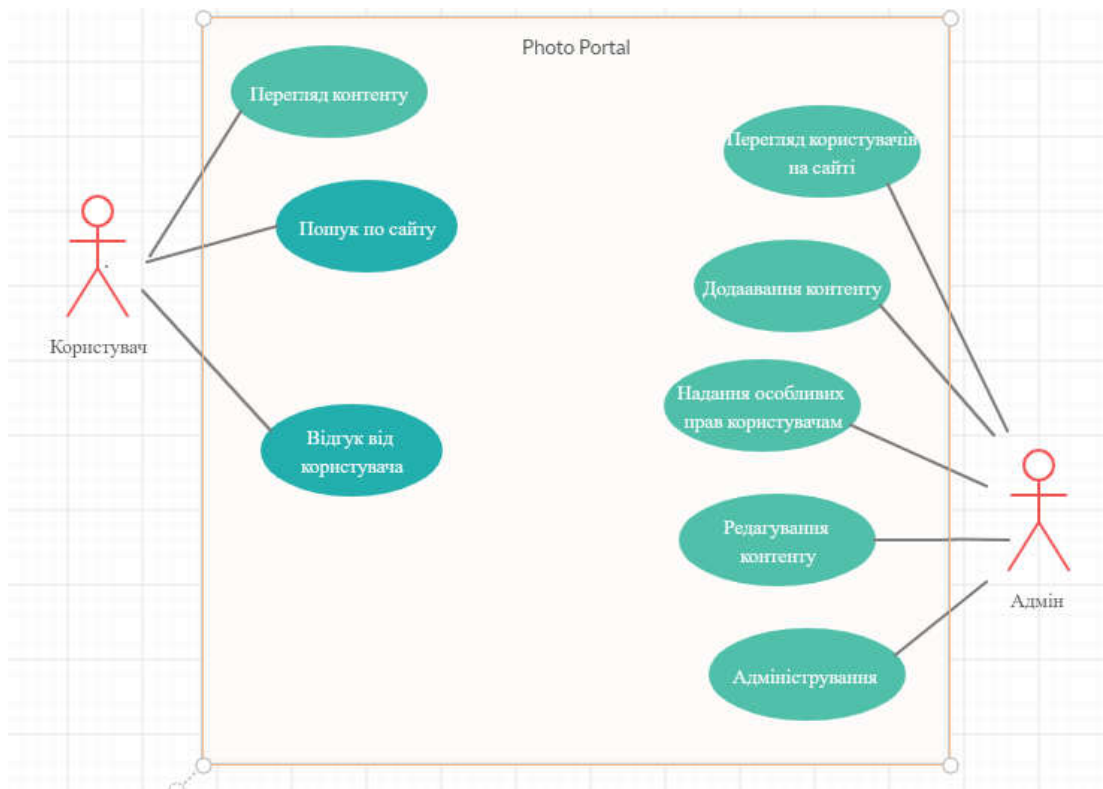 Photo Portal
Перегляд контенту
Пошук по сайту
Користувач
Відгук від
користувача
Перегляд користувачів
на сайті
Додаавання контенту
Надання особливих
прав користувачам
Редагування
контенту
Адміністрування
Адмін